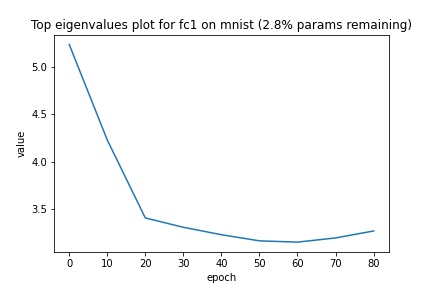 Top eigenvalues plot for fc1 on mnist (2.8% params remaining)
5.0
4.5
4.0
3.5
value
0 10 20 30 40 50 60 70 80
epoch